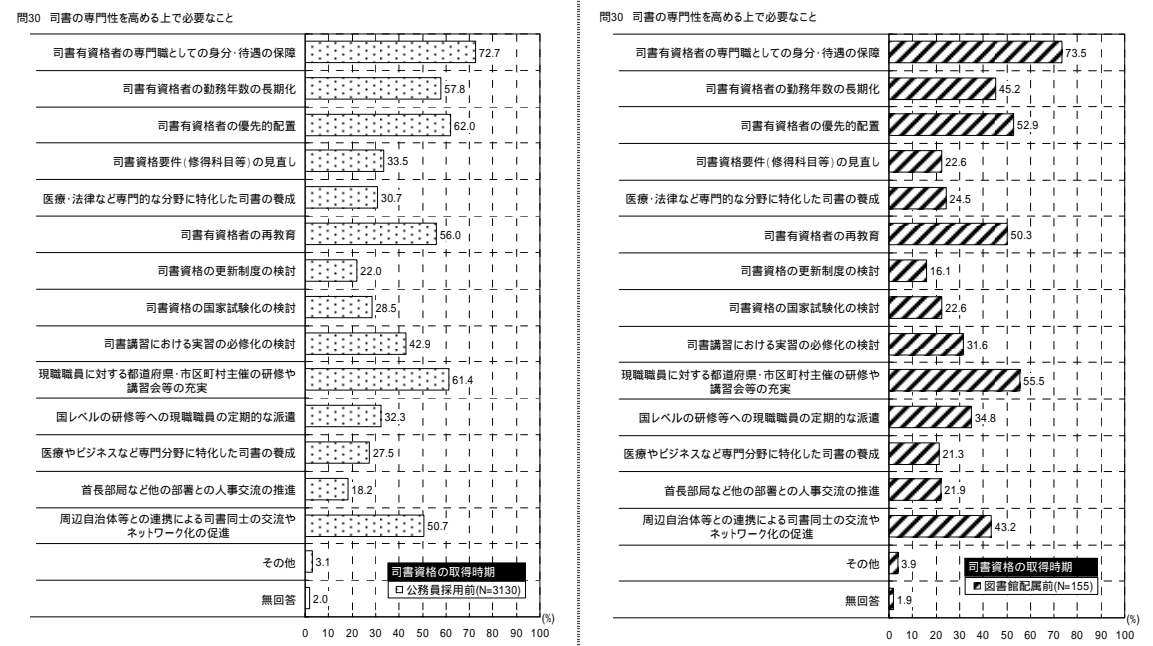 問30 司書の専門性を高める上で必要なこと
司書有資格者の専門職としての身分・待遇の保障
72.7
司書有資格者の勤務年数の長期化
57.8
司書有資格者の優先的配置
62.0
司書資格要件(修得科目等)の見直し
33.5
医療・法律など専門的な分野に特化した司書の養成
30.7
司書有資格者の再教育
56.0
司書資格の更新制度の検討
22.0
司書資格の国家試験化の検討
28.5
司書講習における実習の必修化の検討
42.9
現職職員に対する都道府県・市区町村主催の研修や
講習会等の充実
61.4
国レベルの研修等への現職職員の定期的な派遣
32.3
医療やビジネスなど専門分野に特化した司書の養成
27.5
首長部局など他の部署との人事交流の推進
18.2
周辺自治体等との連携による司書同士の交流や
ネットワーク化の促進
50.7
その他
3.1
無回答
2.0
司書資格の取得時期
公務員採用前(N=3130)
(%)
0 10 20 30 40 50 60 70 80 90 100
問30 司書の専門性を高める上で必要なこと
司書有資格者の専門職としての身分・待遇の保障
73.5
司書有資格者の勤務年数の長期化
45.2
司書有資格者の優先的配置
52.9
司書資格要件(修得科目等)の見直し
22.6
医療・法律など専門的な分野に特化した司書の養成
24.5
司書有資格者の再教育
50.3
司書資格の更新制度の検討
16.1
司書資格の国家試験化の検討
22.6
司書講習における実習の必修化の検討
31.6
現職職員に対する都道府県・市区町村主催の研修や
講習会等の充実
55.5
国レベルの研修等への現職職員の定期的な派遣
34.8
医療やビジネスなど専門分野に特化した司書の養成
21.3
首長部局など他の部署との人事交流の推進
21.9
周辺自治体等との連携による司書同士の交流や
ネットワーク化の促進
43.2
その他
3.9
無回答
1.9
司書資格の取得時期
図書館配属前(N=155)
(%)
0 10 20 30 40 50 60 70 80 90 100